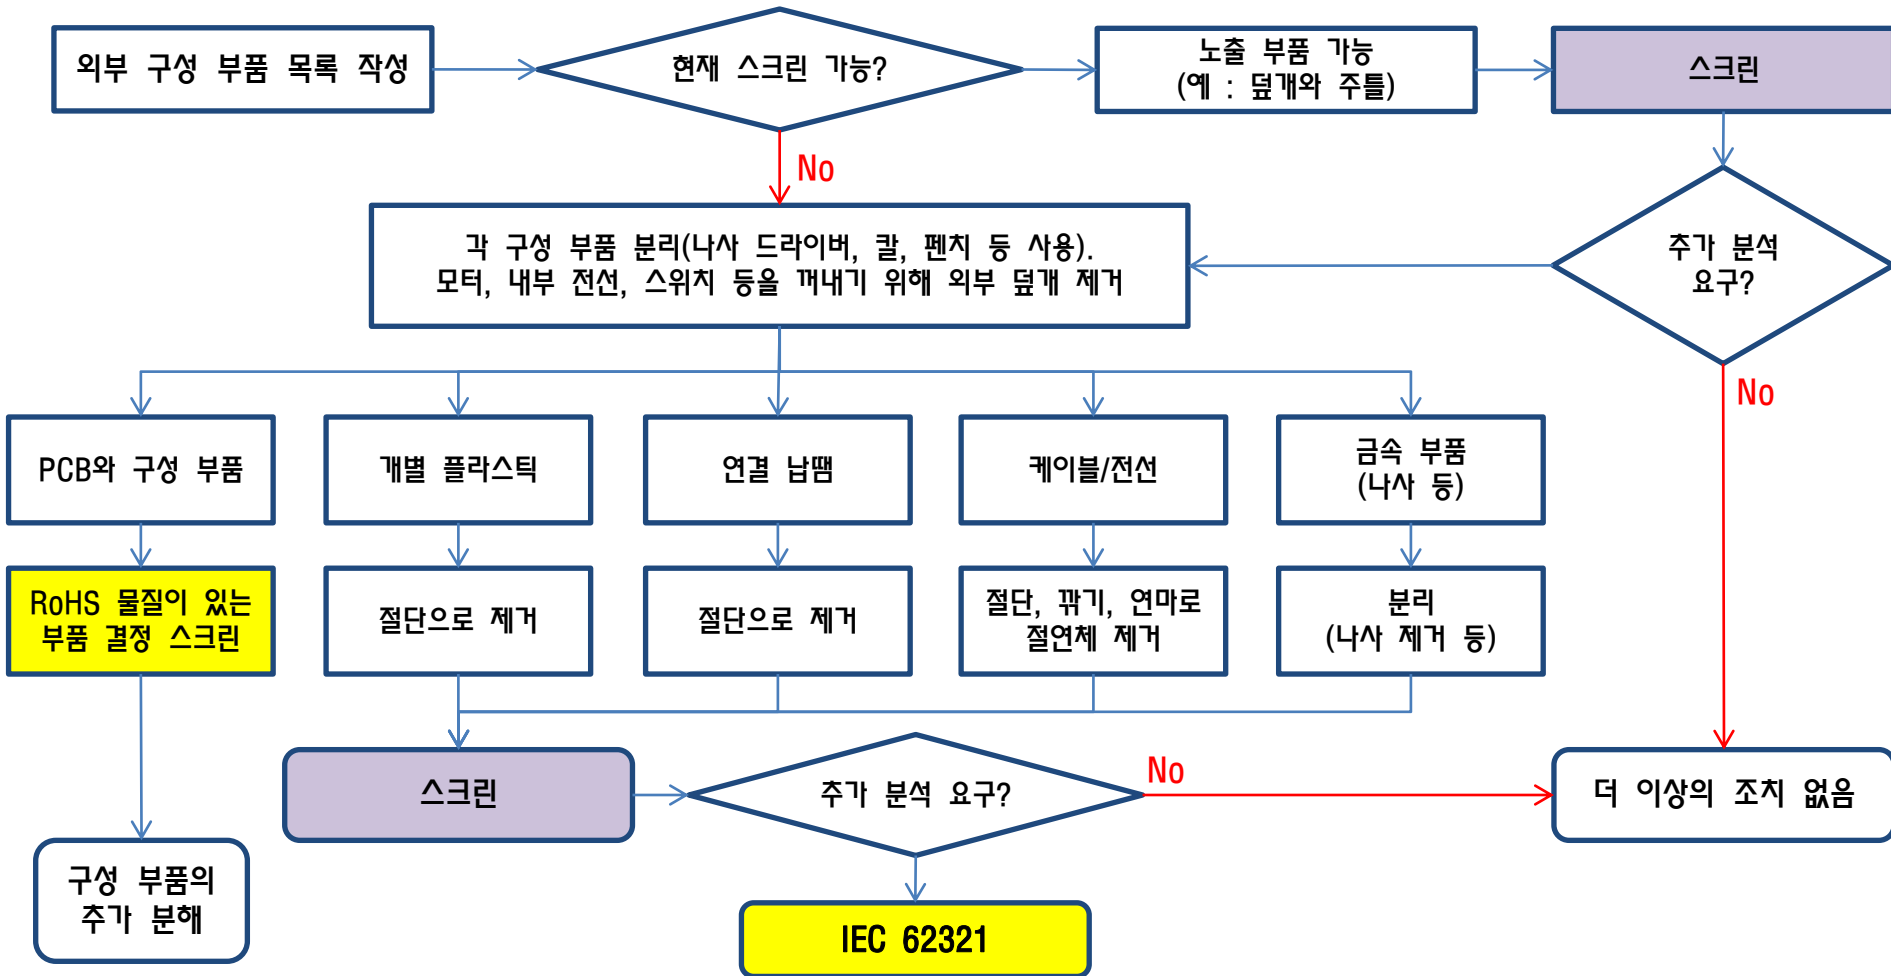 외부 구성 부품 목록 작성
현재 스크린 가능?
노출 부품 가능
(예 : 덮개와 주틀)
스크린
No
각 구성 부품 분리(나사 드라이버, 칼, 펜치 등 사용).
모터, 내부 전선, 스위치 등을 꺼내기 위해 외부 덮개 제거
추가 분석
요구?
No
PCB와 구성 부품
개별 플라스틱
연결 납땜
케이블/전선
금속 부품
(나사 등)
RoHS 물질이 있는
부품 결정 스크린
절단으로 제거
절단으로 제거
절단, 깎기, 연마로
절연체 제거
분리
(나사 제거 등)
스크린
추가 분석 요구?
No
더 이상의 조치 없음
구성 부품의
추가 분해
IEC 62321